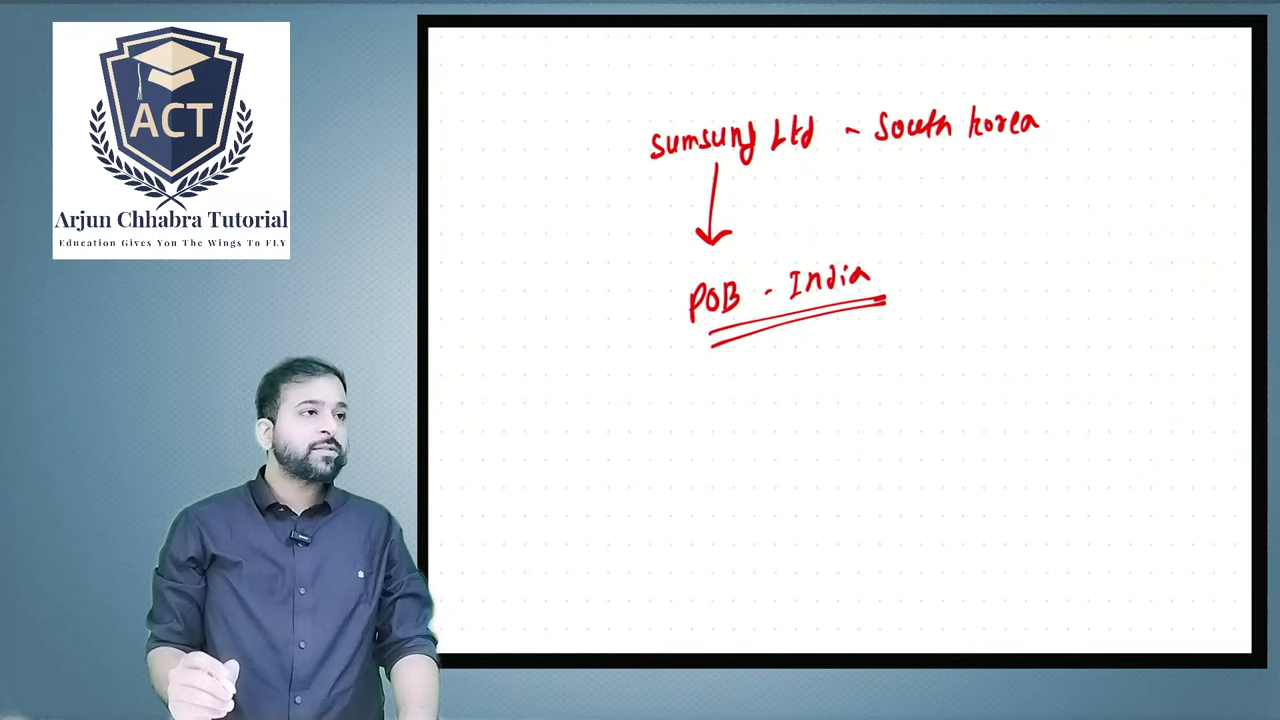 ACT
Arjun Chhabra Tutorial
Education Gives You The Wings To FLY
sumsung Ltd - South korea
POB - India